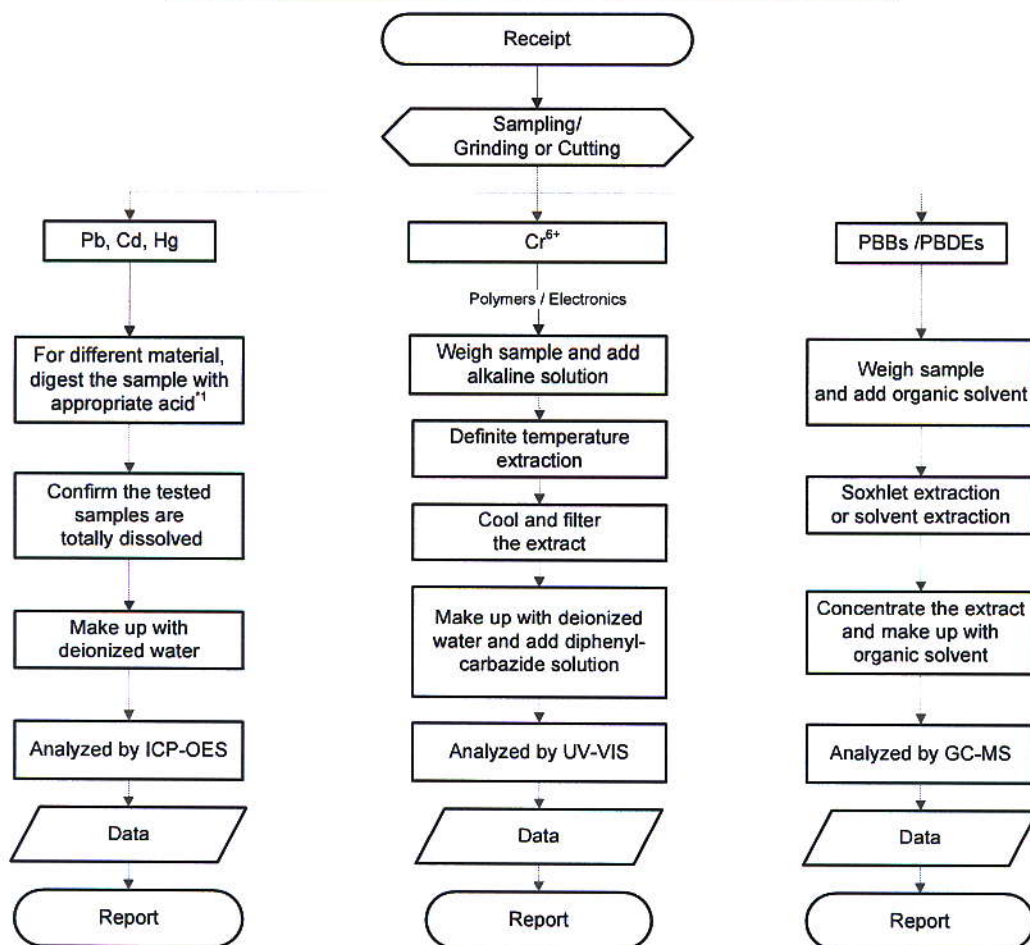 Receipt
Sampling/
Grinding or Cutting
Pb, Cd, Hg
For different material,
digest the sample with
appropriate acid*1
Confirm the tested
samples are
totally dissolved
Make up with
deionized water
Analyzed by ICP-OES
Data
Report
Cr6+
Polymers / Electronics
Weigh sample and add
alkaline solution
Definite temperature
extraction
Cool and filter
the extract
Make up with deionized
water and add diphenyl-
carbazide solution
Analyzed by UV-VIS
Data
Report
PBBs /PBDEs
Weigh sample
and add organic solvent
Soxhlet extraction
or solvent extraction
Concentrate the extract
and make up with
organic solvent
Analyzed by GC-MS
Data
Report